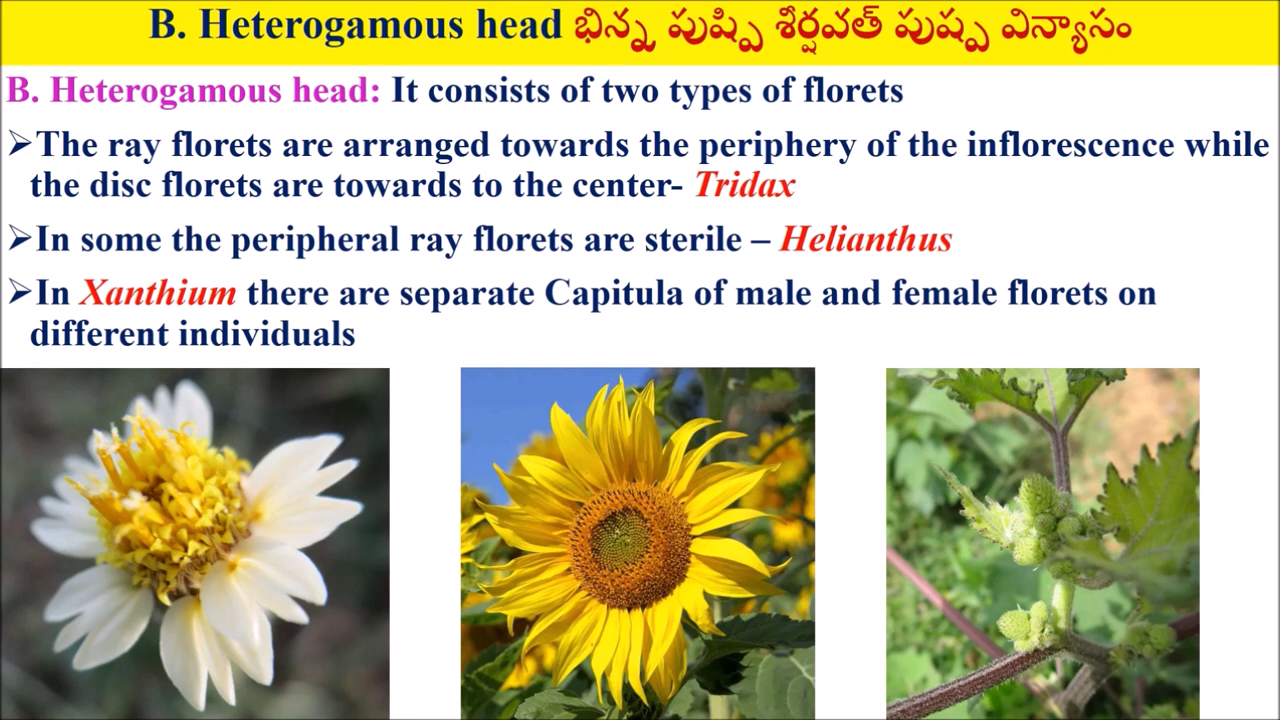 B. Heterogamous head భిన్న పుష్పి శీర్షవత్ పుష్ప విన్యాసం
B. Heterogamous head: It consists of two types of florets
➢The ray florets are arranged towards the periphery of the inflorescence while
the disc florets are towards to the center- Tridax
➢In some the peripheral ray florets are sterile – Helianthus
➢In Xanthium there are separate Capitula of male and female florets on
different individuals